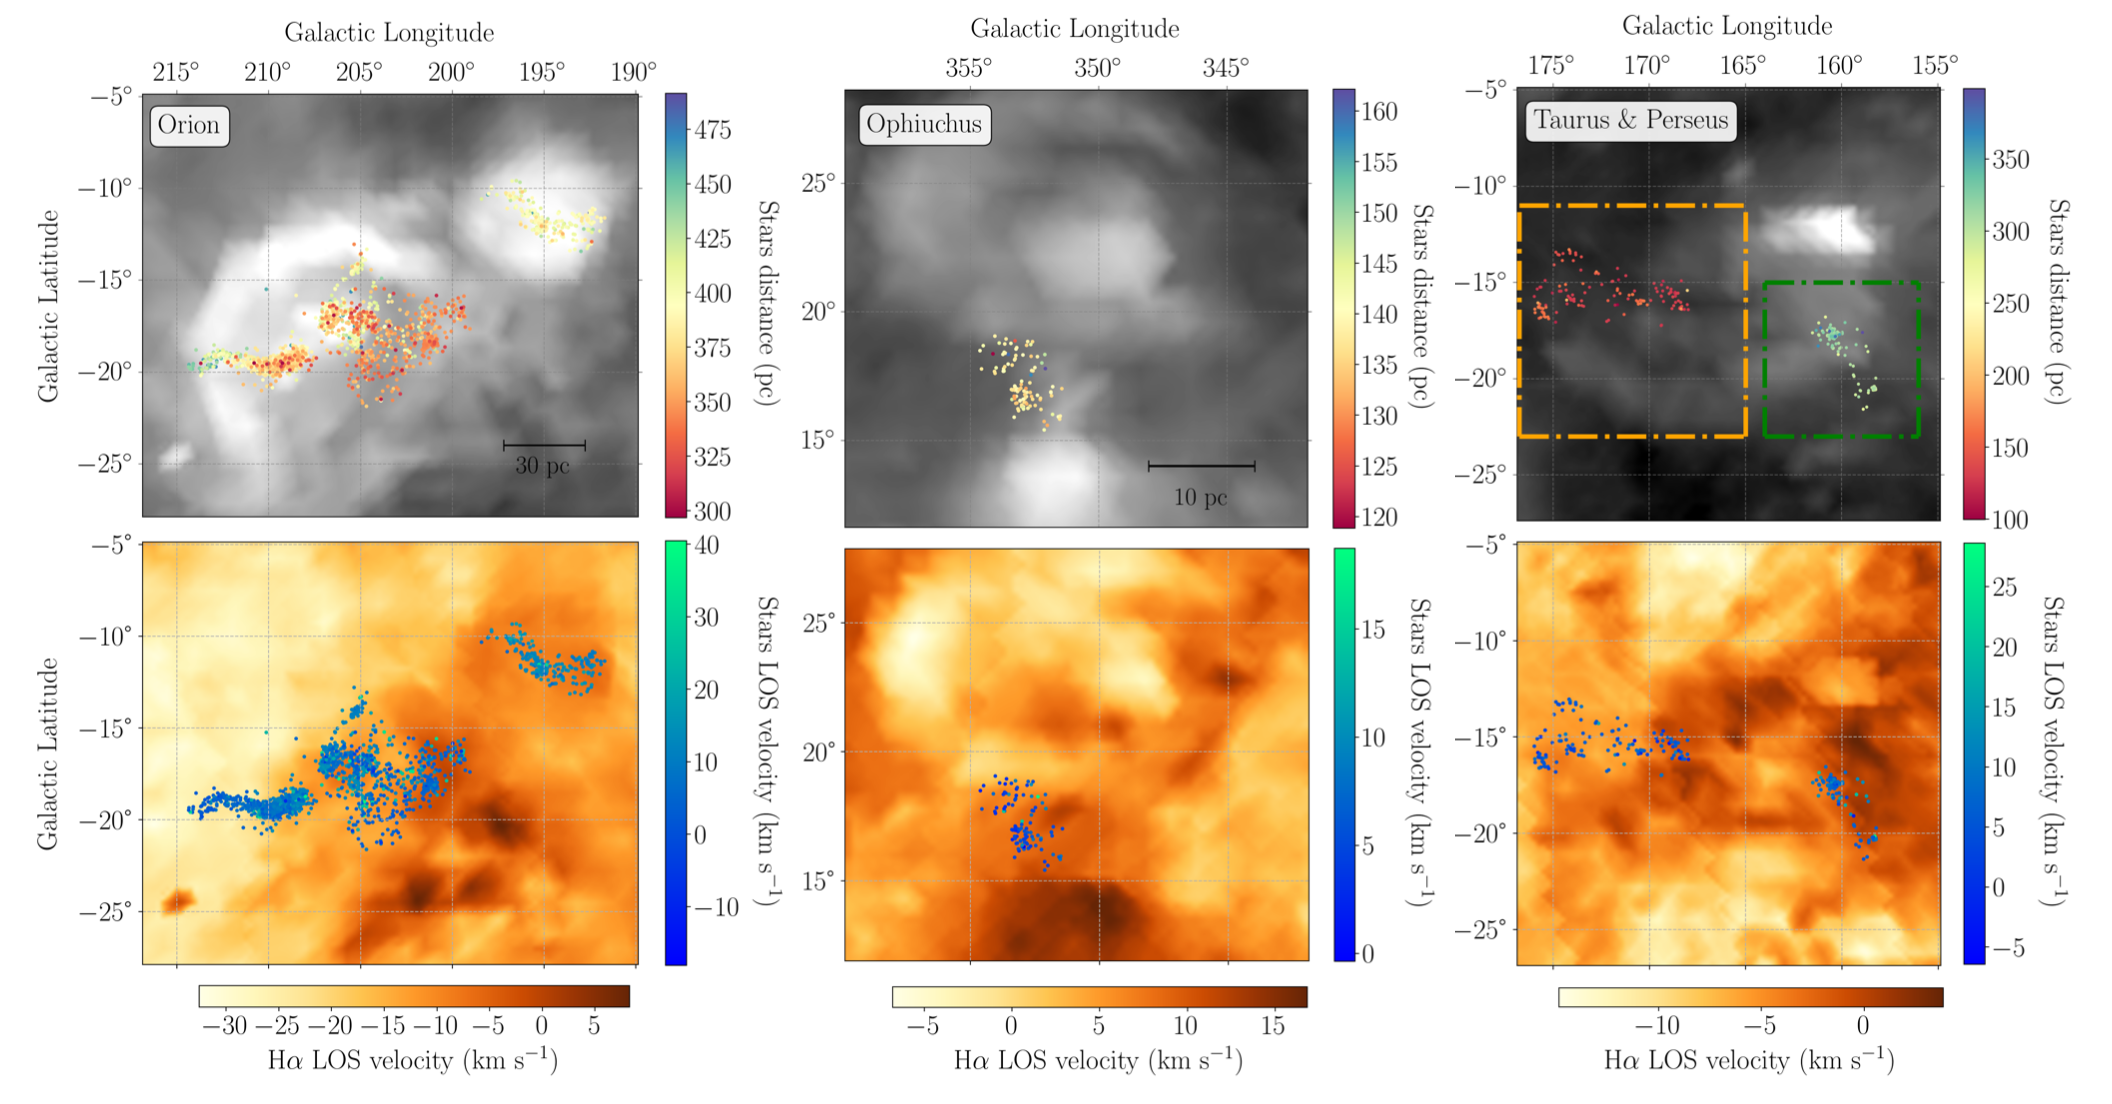 Galactic Longitude
215° 210° 205° 200° 195° 190°
Orion
Galactic Latitude
−5°
−10°
−15°
−20°
−25°
30 pc
475
450
425
400
375
350
325
300
Stars distance (pc)
Galactic Longitude
355° 350° 345°
Ophiuchus
25°
20°
15°
10 pc
160
155
150
145
140
135
130
125
120
Stars distance (pc)
Galactic Longitude
175° 170° 165° 160° 155°
Taurus & Perseus
−5°
−10°
−15°
−20°
−25°
350
300
250
200
150
100
Stars distance (pc)
Galactic Latitude
−5°
−10°
−15°
−20°
−25°
40
30
20
10
0
−10
Stars LOS velocity (km s⁻¹)
−30 −25 −20 −15 −10 −5 0 5
Hα LOS velocity (km s⁻¹)
25°
20°
15°
15
10
5
0
Stars LOS velocity (km s⁻¹)
−5 0 5 10 15
Hα LOS velocity (km s⁻¹)
−5°
−10°
−15°
−20°
−25°
25
20
15
10
5
0
−5
Stars LOS velocity (km s⁻¹)
−10 −5 0
Hα LOS velocity (km s⁻¹)